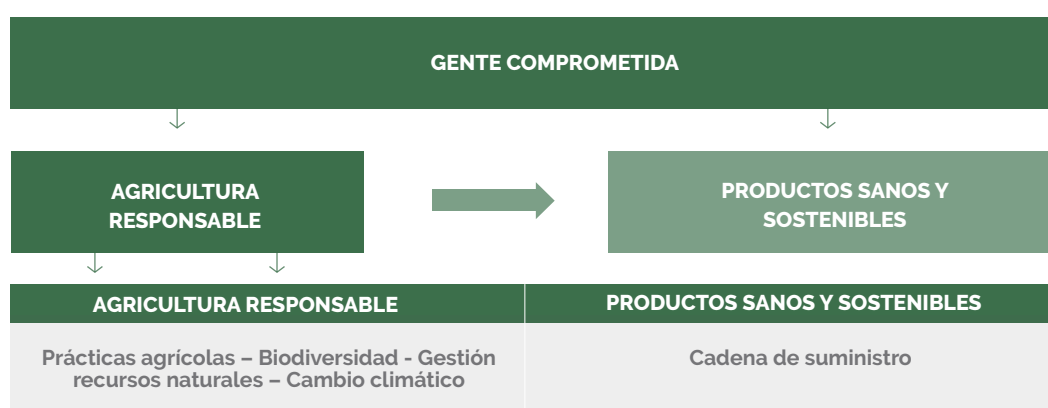 GENTE COMPROMETIDA
AGRICULTURA
RESPONSABLE
PRODUCTOS SANOS Y
SOSTENIBLES
AGRICULTURA RESPONSABLE
PRODUCTOS SANOS Y SOSTENIBLES
Prácticas agrícolas – Biodiversidad - Gestión
recursos naturales – Cambio climático
Cadena de suministro